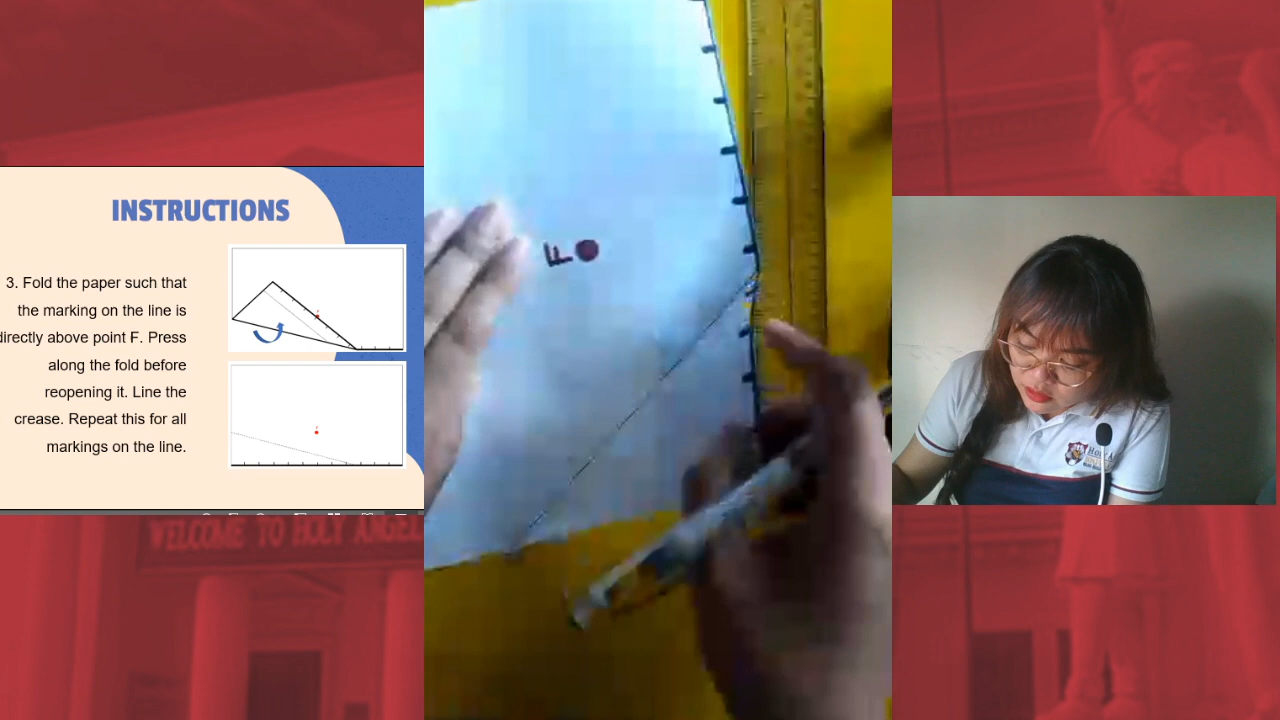 INSTRUCTIONS
3. Fold the paper such that
the marking on the line is
directly above point F. Press
along the fold before
reopening it. Line the
crease. Repeat this for all
markings on the line.
F
WELCOME TO HOLY ANGEL